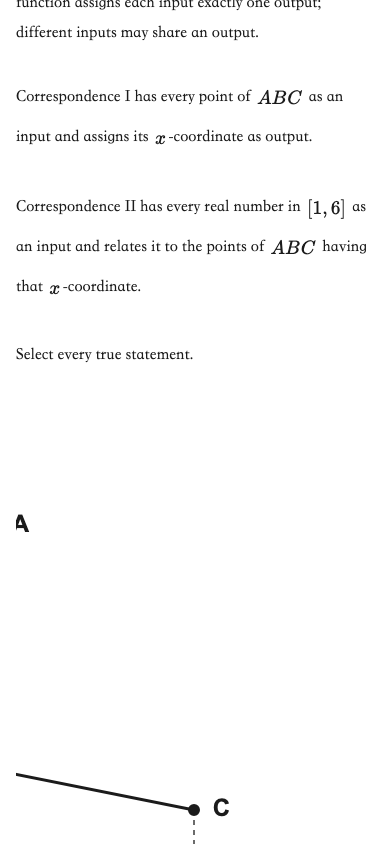 function assigns each input exactly one output;
different inputs may share an output.
Correspondence I has every point of ABC as an
input and assigns its x-coordinate as output.
Correspondence II has every real number in [1, 6] as
an input and relates it to the points of ABC having
that x-coordinate.
Select every true statement.
A
C